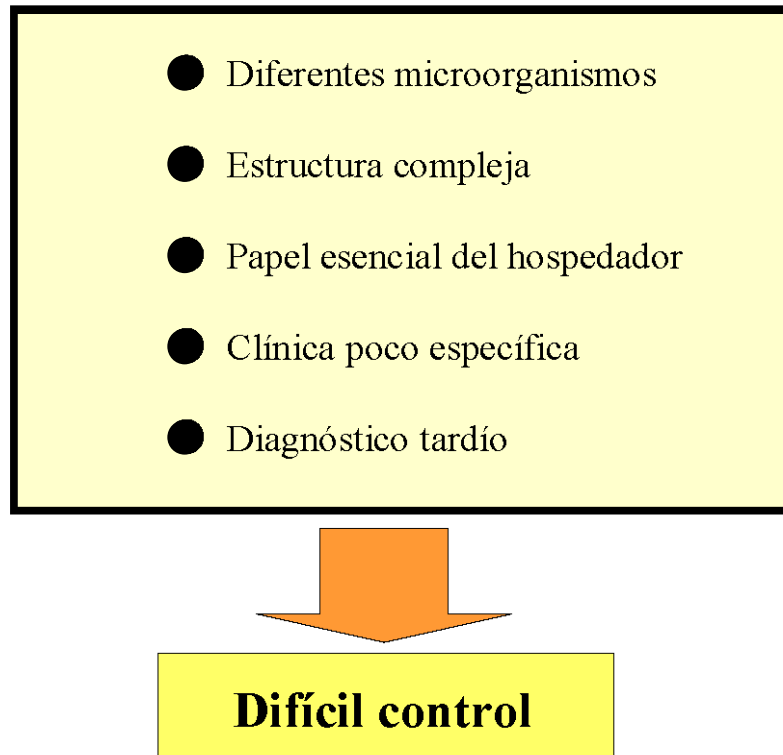 Diferentes microorganismos
Estructura compleja
Papel esencial del hospedador
Clínica poco específica
Diagnóstico tardío
Difícil control